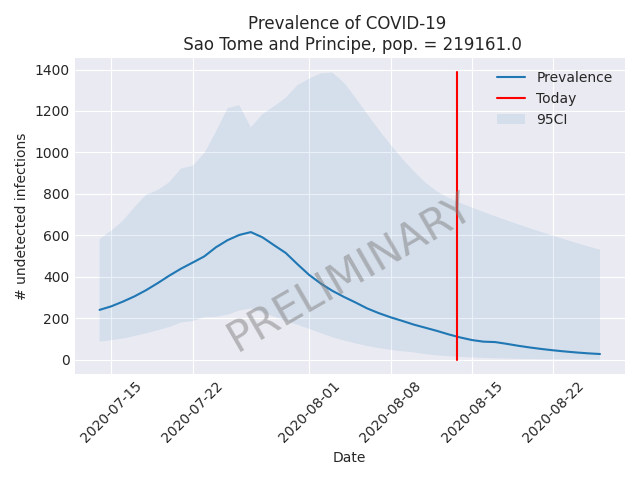 Prevalence of COVID-19
Sao Tome and Principe, pop. = 219161.0
Prevalence
Today
95CI
# undetected infections
1400
1200
1000
800
600
400
200
0
PRELIMINARY
2020-07-15
2020-07-22
2020-08-01
2020-08-08
2020-08-15
2020-08-22
Date